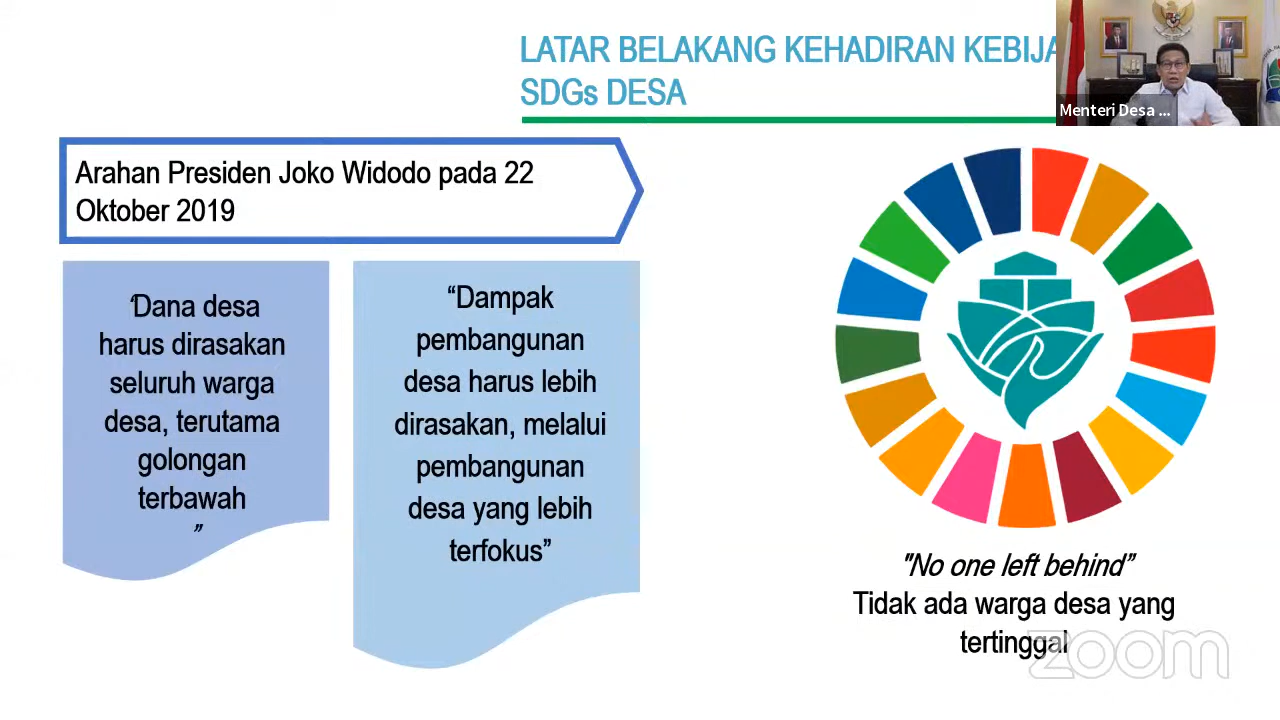 LATAR BELAKANG KEHADIRAN KEBIJA
SDGs DESA
Menteri Desa ...
Arahan Presiden Joko Widodo pada 22
Oktober 2019
‘Dana desa
harus dirasakan
seluruh warga
desa, terutama
golongan
terbawah
”
“Dampak
pembangunan
desa harus lebih
dirasakan, melalui
pembangunan
desa yang lebih
terfokus”
"No one left behind”
Tidak ada warga desa yang
tertinggal
zoom